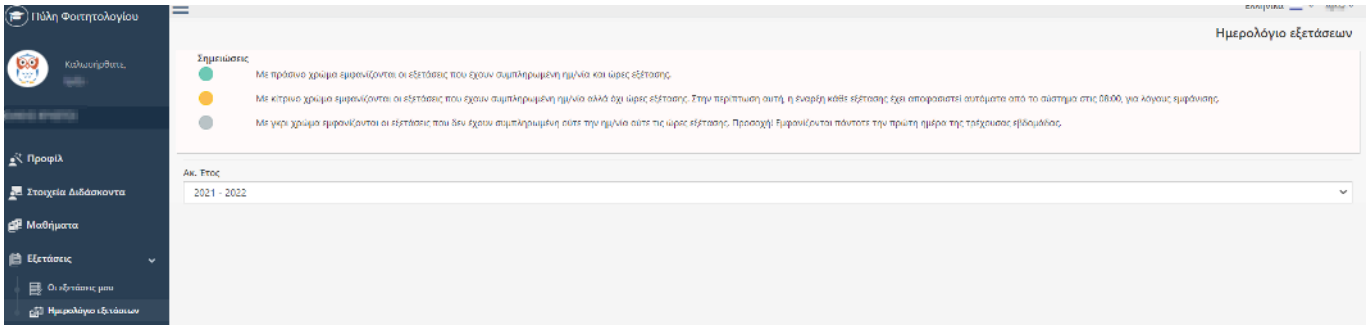 Πύλη Φοιτητολογίου
Ελληνικά
Ημερολόγιο εξετάσεων
Καλωσήρθατε,
Σημειώσεις
Με πράσινο χρώμα εμφανίζονται οι εξετάσεις που έχουν συμπληρωμένη ημ/νία και ώρες εξέτασης.
Με κίτρινο χρώμα εμφανίζονται οι εξετάσεις που έχουν συμπληρωμένη ημ/νία αλλά όχι ώρες εξέτασης. Στην περίπτωση αυτή, η έναρξη κάθε εξέτασης έχει αποφασιστεί αυτόματα από το σύστημα στις 08:00, για λόγους εμφάνισης.
Με γκρι χρώμα εμφανίζονται οι εξετάσεις που δεν έχουν συμπληρωμένη ούτε την ημ/νία ούτε τις ώρες εξέτασης. Προσοχή! Εμφανίζονται πάντοτε την πρώτη ημέρα της τρέχουσας εβδομάδας.
Προφίλ
Στοιχεία Διδάσκοντα
Μαθήματα
Εξετάσεις
Οι εξετάσεις μου
Ημερολόγιο εξετάσεων
Ακ. Έτος
2021 - 2022